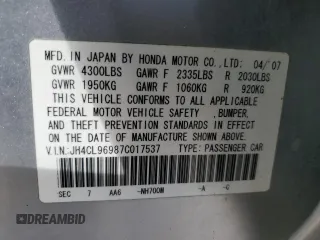 MFD. IN JAPAN BY HONDA MOTOR CO., LTD. 04/'07
GVWR 4300LBS GAWR F 2335LBS R 2030LBS
GVWR 1950KG GAWR F 1060KG R 920KG
THIS VEHICLE CONFORMS TO ALL APPLICABLE
FEDERAL MOTOR VEHICLE SAFETY, BUMPER,
AND THEFT PREVENTION STANDARDS
IN EFFECT ON THE
DATE OF MANUFACTURE SHOWN ABOVE.
V.I.N: JH4CL96987C017537 TYPE: PASSENGER CAR
SEC 7 AA6 -NH700M -A -C
AutoBidMaster